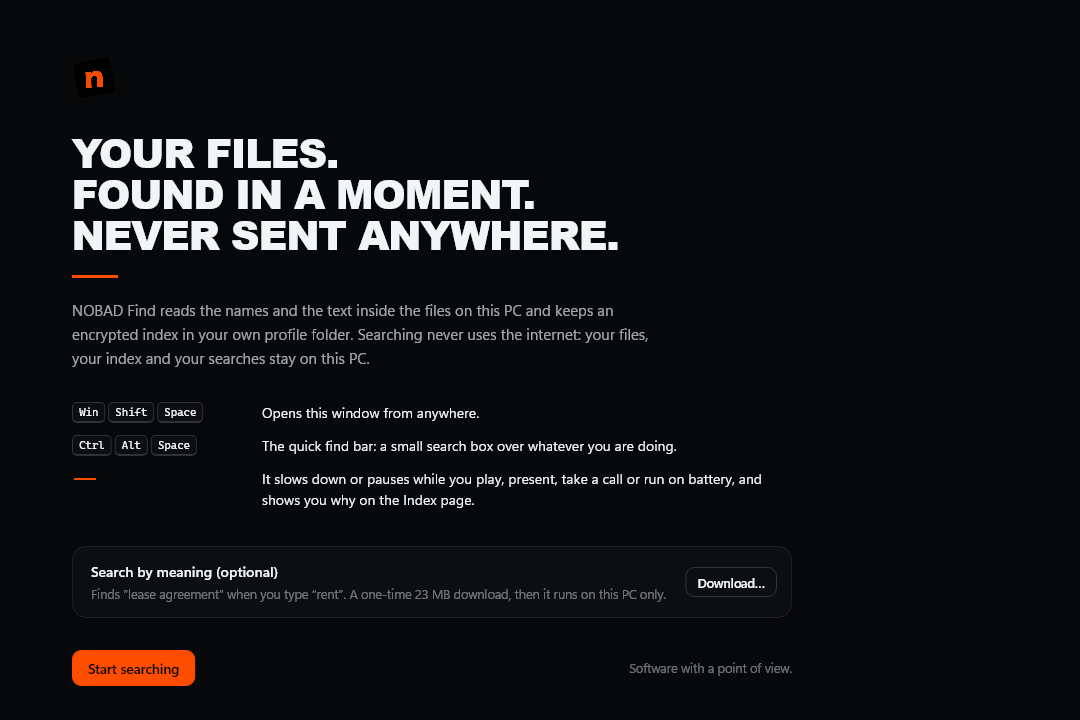 n
YOUR FILES.
FOUND IN A MOMENT.
NEVER SENT ANYWHERE.
NOBAD Find reads the names and the text inside the files on this PC and keeps an
encrypted index in your own profile folder. Searching never uses the internet: your files,
your index and your searches stay on this PC.
Win Shift Space Opens this window from anywhere.
Ctrl Alt Space The quick find bar: a small search box over whatever you are doing.
It slows down or pauses while you play, present, take a call or run on battery, and
shows you why on the Index page.
Search by meaning (optional)
Finds "lease agreement" when you type “rent”. A one-time 23 MB download, then it runs on this PC only.
Download...
Start searching
Software with a point of view.